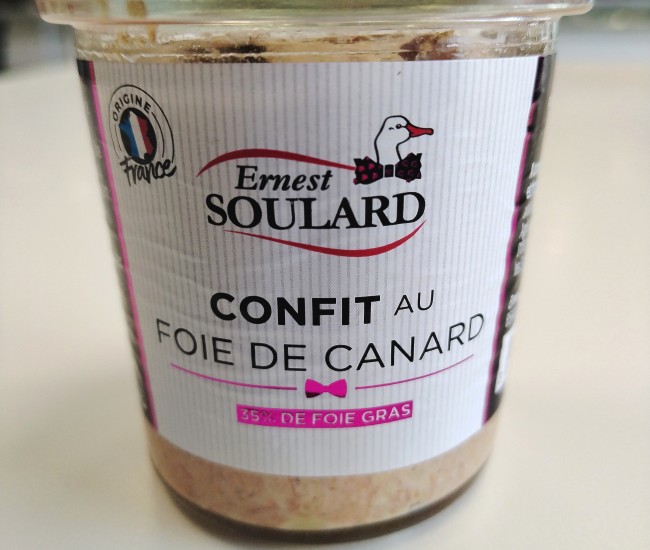 ORIGINE
France
Ernest
SOULARD
CONFIT AU
FOIE DE CANARD
35% DE FOIE GRAS